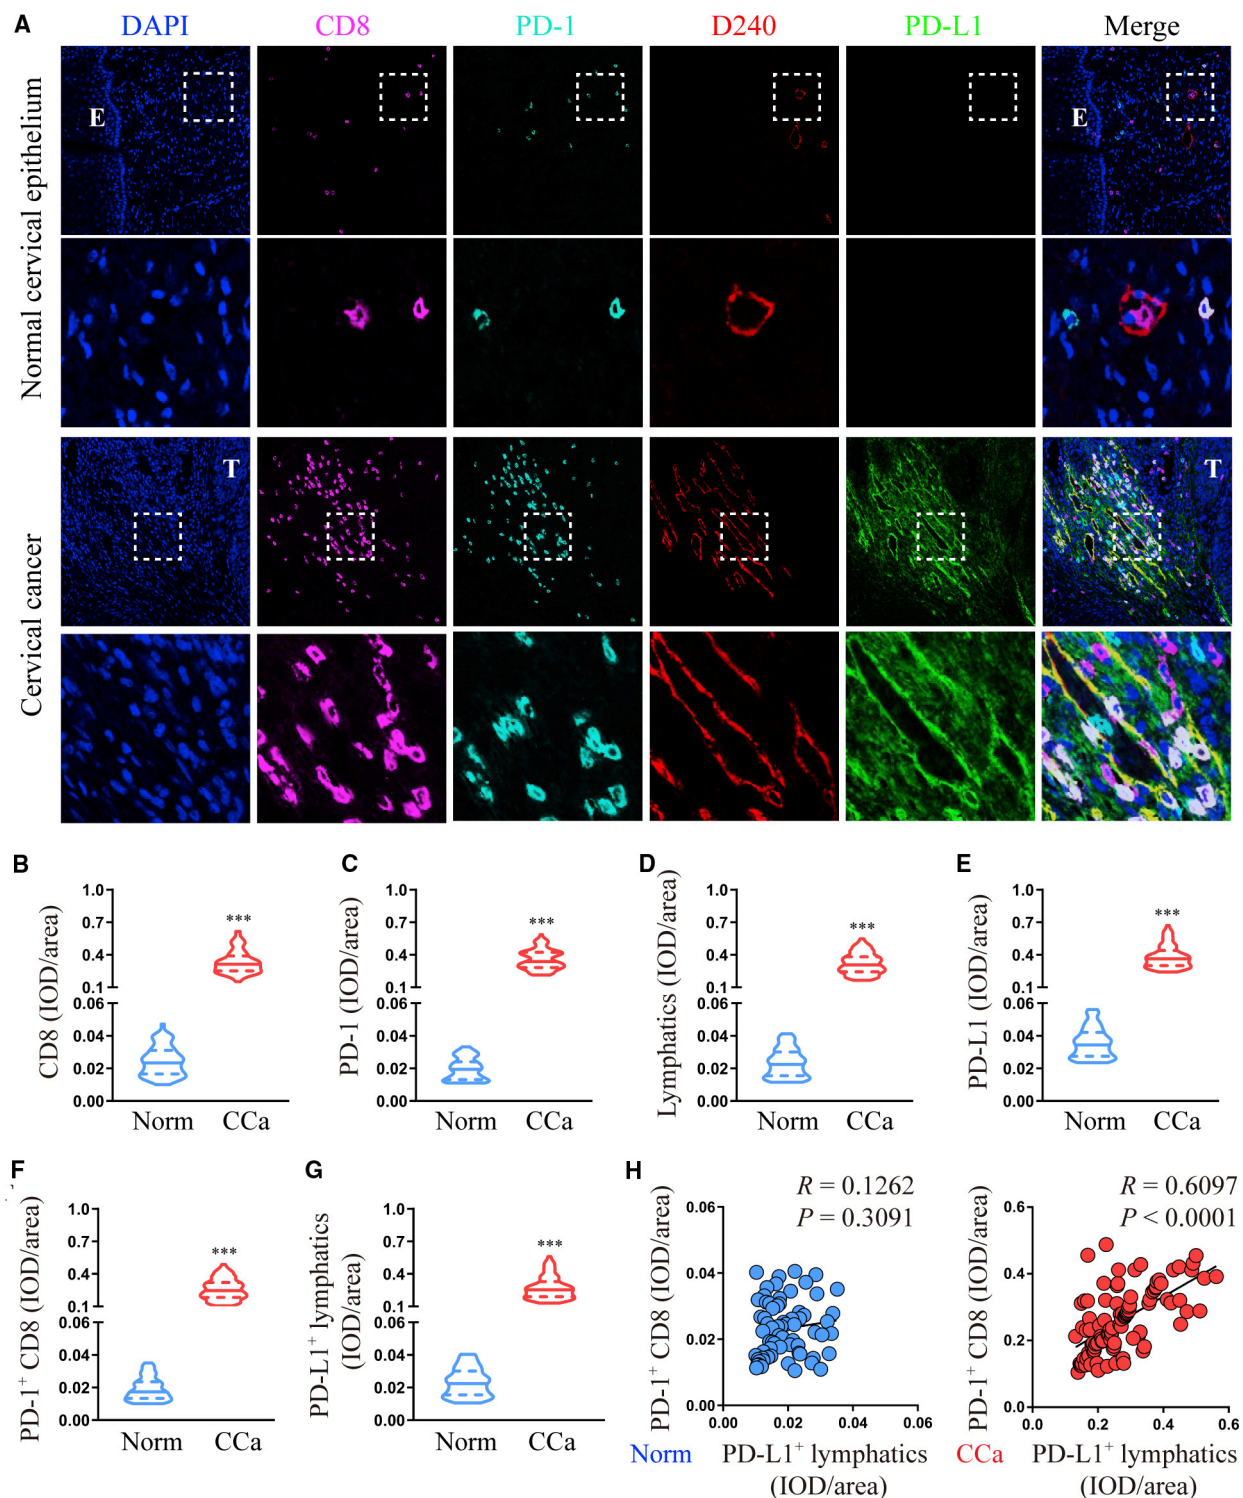 A
DAPI CD8 PD-1 D240 PD-L1 Merge
Normal cervical epithelium
E E
Cervical cancer
T T
B
CD8 (IOD/area)
1.0
0.7
0.4
0.1
0.06
0.04
0.02
0.00
***
Norm CCa
C
PD-1 (IOD/area)
1.0
0.7
0.4
0.1
0.06
0.04
0.02
0.00
***
Norm CCa
D
Lymphatics (IOD/area)
1.0
0.7
0.4
0.1
0.06
0.04
0.02
0.00
***
Norm CCa
E
PD-L1 (IOD/area)
1.0
0.7
0.4
0.1
0.06
0.04
0.02
0.00
***
Norm CCa
F
PD-1⁺ CD8 (IOD/area)
1.0
0.7
0.4
0.1
0.06
0.04
0.02
0.00
***
Norm CCa
G
PD-L1⁺ lymphatics
(IOD/area)
1.0
0.7
0.4
0.1
0.06
0.04
0.02
0.00
***
Norm CCa
H
PD-1⁺ CD8 (IOD/area)
R = 0.1262
P = 0.3091
0.06
0.04
0.02
0.00
0.00 0.02 0.04 0.06
Norm PD-L1⁺ lymphatics
(IOD/area)
PD-1⁺ CD8 (IOD/area)
R = 0.6097
P < 0.0001
0.6
0.4
0.2
0.0
0.0 0.2 0.4 0.6
CCa PD-L1⁺ lymphatics
(IOD/area)